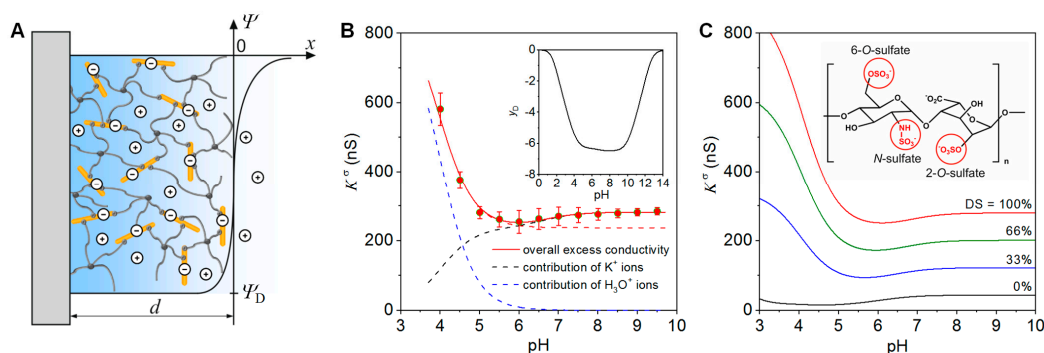 A
Ψ
0
x
Ψ_D
d
B
800
600
400
200
0
K^σ (nS)
3 4 5 6 7 8 9 10
pH
0
-2
-4
-6
-8
y_D
0 2 4 6 8 10 12 14
pH
overall excess conductivity
contribution of K⁺ ions
contribution of H₃O⁺ ions
C
800
600
400
200
0
K^σ (nS)
3 4 5 6 7 8 9 10
pH
6-O-sulfate
OSO₃⁻
⁻O₂C
OH
O
O
O
O
O
HO
NH
SO₃⁻
⁻O₃SO
n
N-sulfate
2-O-sulfate
DS = 100%
66%
33%
0%